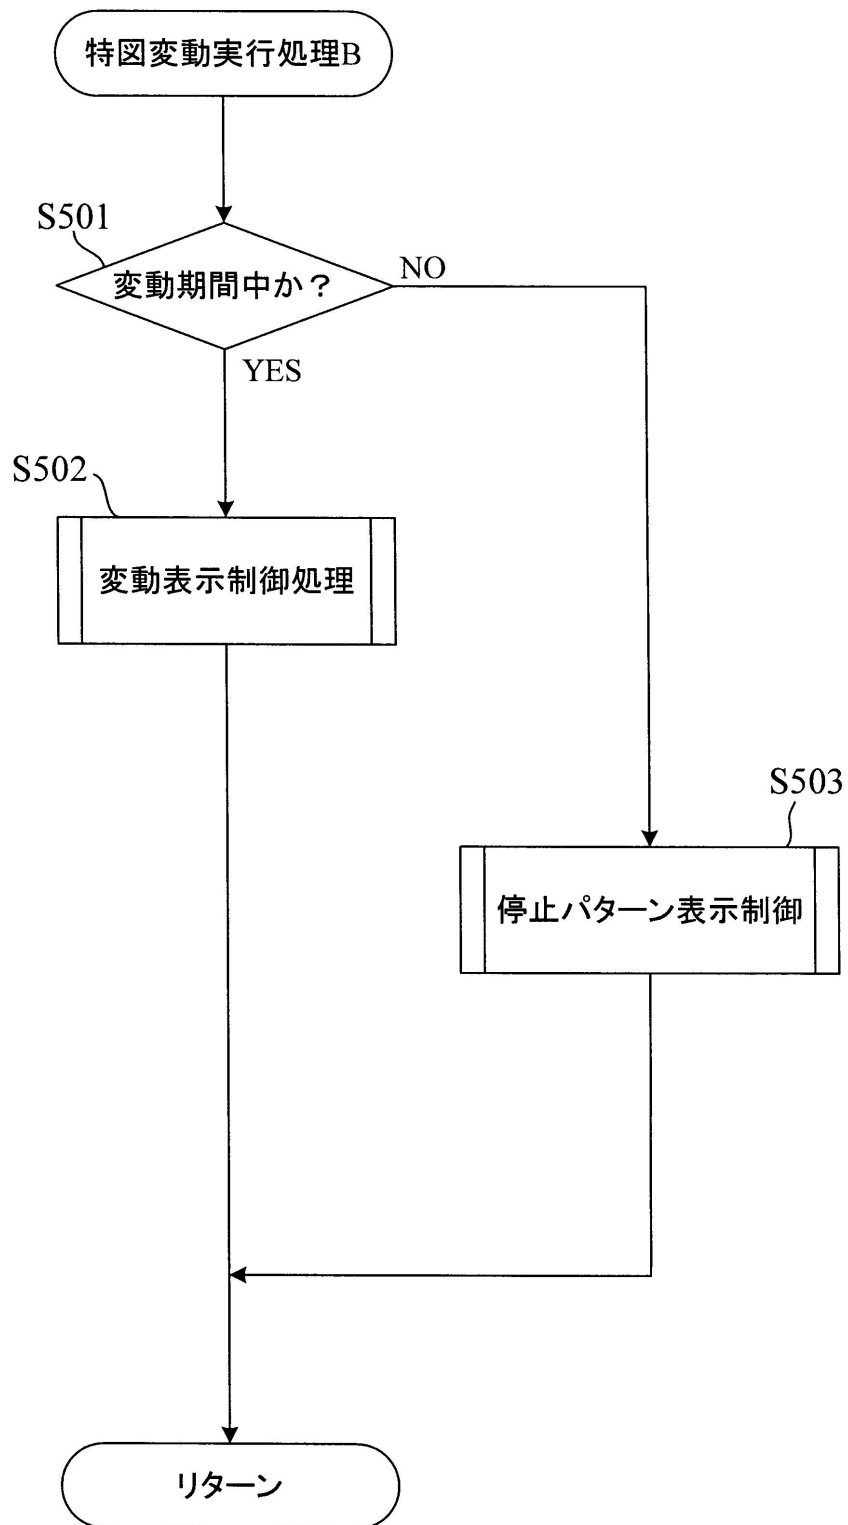 特図変動実行処理B
S501
変動期間中か？
NO
YES
S502
変動表示制御処理
S503
停止パターン表示制御
リターン